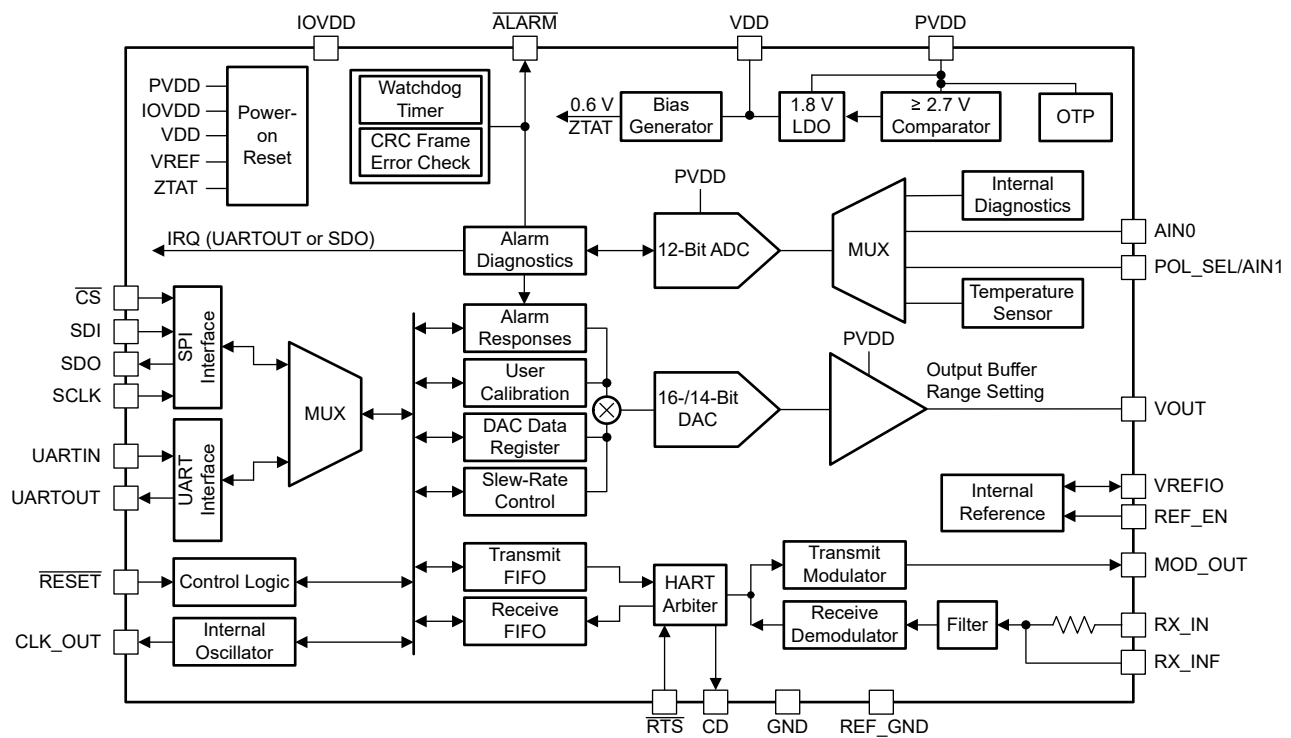 IOVDD
ALARM
VDD
PVDD
PVDD
IOVDD
VDD
VREF
ZTAT
Power-
on
Reset
Watchdog
Timer
CRC Frame
Error Check
0.6 V
ZTAT
Bias
Generator
1.8 V
LDO
≥ 2.7 V
Comparator
OTP
IRQ (UARTOUT or SDO)
Alarm
Diagnostics
PVDD
12-Bit ADC
MUX
Internal
Diagnostics
AIN0
POL_SEL/AIN1
Temperature
Sensor
CS
SDI
SDO
SCLK
SPI
Interface
UARTIN
UARTOUT
UART
Interface
MUX
Alarm
Responses
User
Calibration
DAC Data
Register
Slew-Rate
Control
16-/14-Bit
DAC
PVDD
Output Buffer
Range Setting
VOUT
Internal
Reference
VREFIO
REF_EN
RESET
Control Logic
CLK_OUT
Internal
Oscillator
Transmit
FIFO
Receive
FIFO
HART
Arbiter
Transmit
Modulator
MOD_OUT
Receive
Demodulator
Filter
RX_IN
RX_INF
RTS
CD
GND
REF_GND